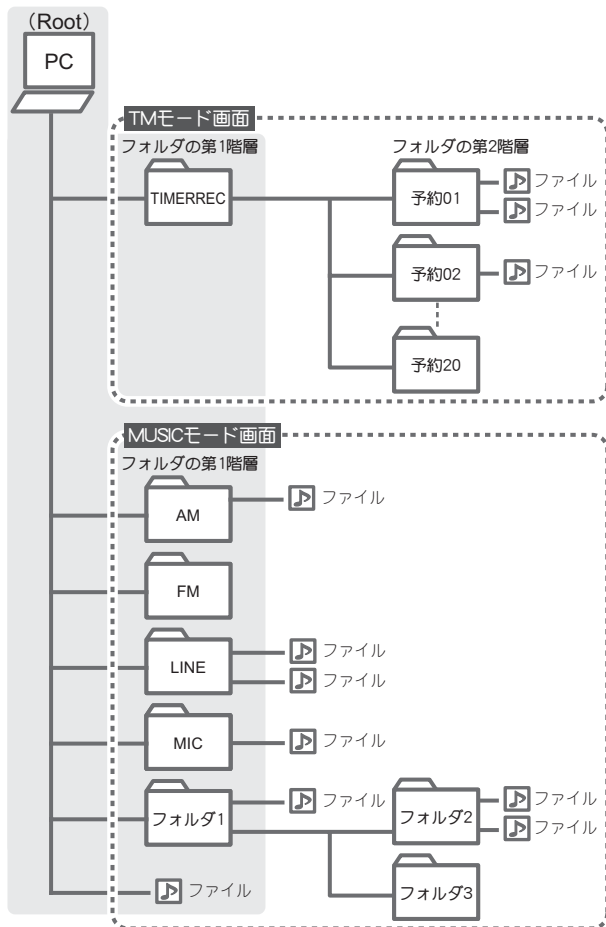 (Root)
PC
TMモード画面
フォルダの第1階層
フォルダの第2階層
TIMERREC
予約01
ファイル
ファイル
予約02
ファイル
予約20
MUSICモード画面
フォルダの第1階層
AM
ファイル
FM
LINE
ファイル
ファイル
MIC
ファイル
フォルダ1
ファイル
フォルダ2
ファイル
ファイル
フォルダ3
ファイル